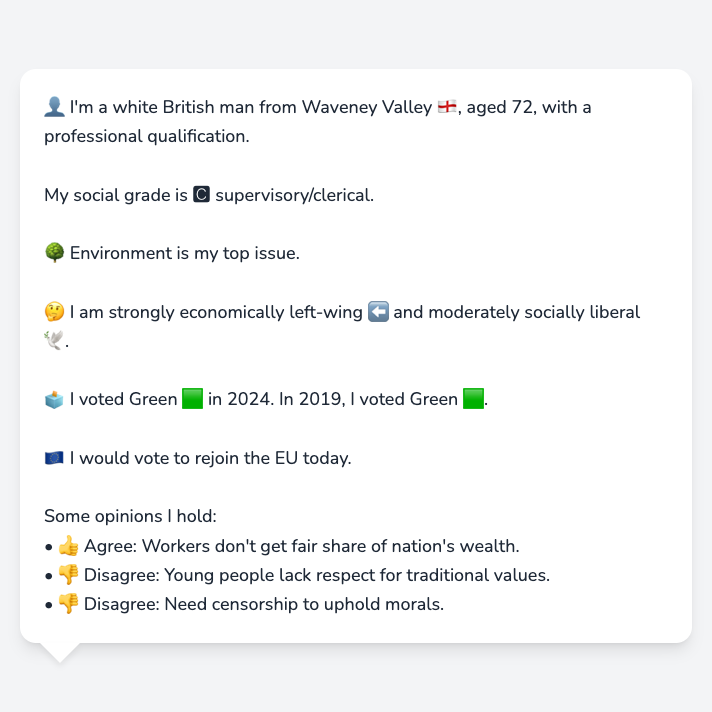 👤 I'm a white British man from Waveney Valley 🏴󠁧󠁢󠁥󠁮󠁧󠁿, aged 72, with a
professional qualification.
My social grade is 🅲 supervisory/clerical.
🌳 Environment is my top issue.
🤔 I am strongly economically left-wing ⬅️ and moderately socially liberal
🕊️.
🗳️ I voted Green 🟩 in 2024. In 2019, I voted Green 🟩.
🇪🇺 I would vote to rejoin the EU today.
Some opinions I hold:
• 👍 Agree: Workers don't get fair share of nation's wealth.
• 👎 Disagree: Young people lack respect for traditional values.
• 👎 Disagree: Need censorship to uphold morals.